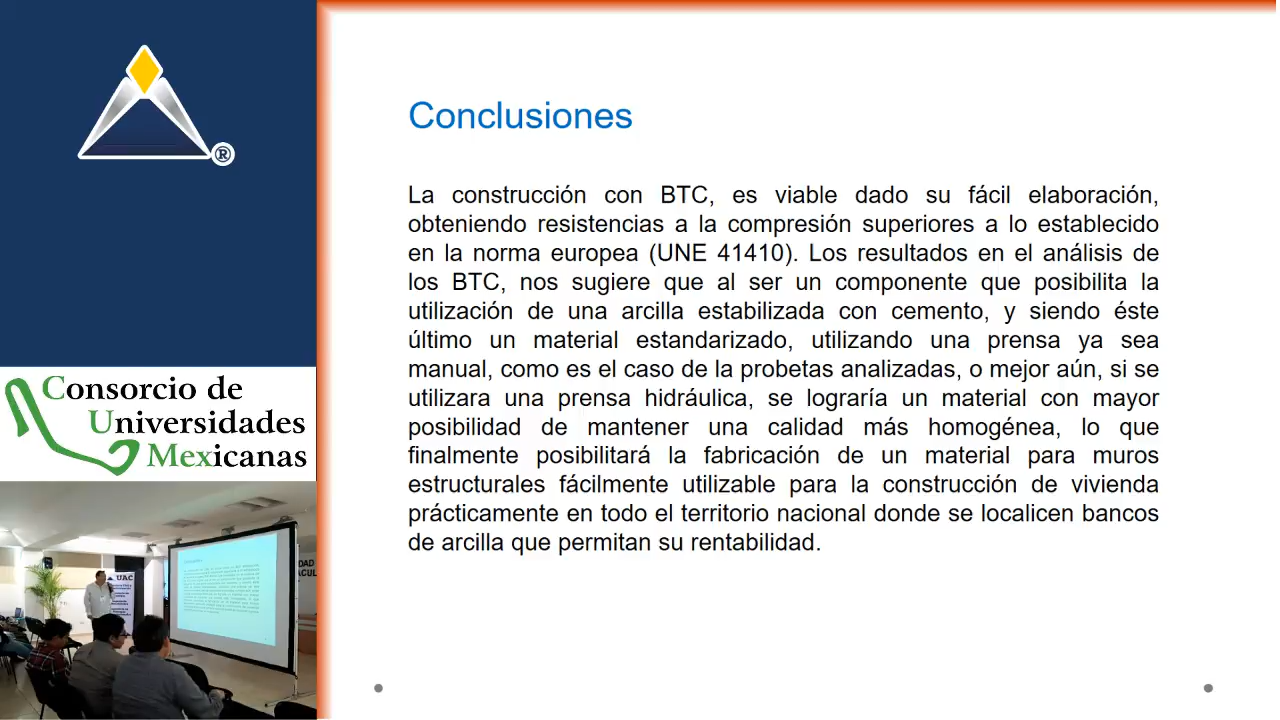 ®
Conclusiones
La construcción con BTC, es viable dado su fácil elaboración,
obteniendo resistencias a la compresión superiores a lo establecido
en la norma europea (UNE 41410). Los resultados en el análisis de
los BTC, nos sugiere que al ser un componente que posibilita la
utilización de una arcilla estabilizada con cemento, y siendo éste
último un material estandarizado, utilizando una prensa ya sea
manual, como es el caso de la probetas analizadas, o mejor aún, si se
utilizara una prensa hidráulica, se lograría un material con mayor
posibilidad de mantener una calidad más homogénea, lo que
finalmente posibilitará la fabricación de un material para muros
estructurales fácilmente utilizable para la construcción de vivienda
prácticamente en todo el territorio nacional donde se localicen bancos
de arcilla que permitan su rentabilidad.
Consorcio de
Universidades
Mexicanas
UAC